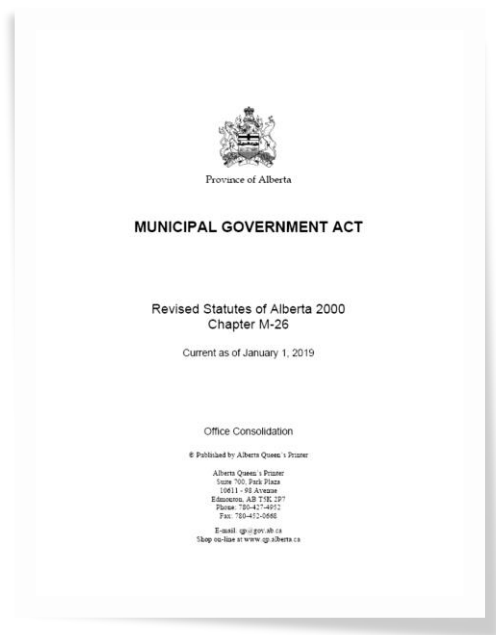 Province of Alberta
MUNICIPAL GOVERNMENT ACT
Revised Statutes of Alberta 2000
Chapter M-26
Current as of January 1, 2019
Office Consolidation
© Published by Alberta Queen's Printer
Alberta Queen's Printer
Suite 700, Park Plaza
10611 - 98 Avenue
Edmonton, AB T5K 2P7
Phone: 780-427-4952
Fax: 780-452-0668
E-mail: qp@gov.ab.ca
Shop on-line at www.qp.alberta.ca